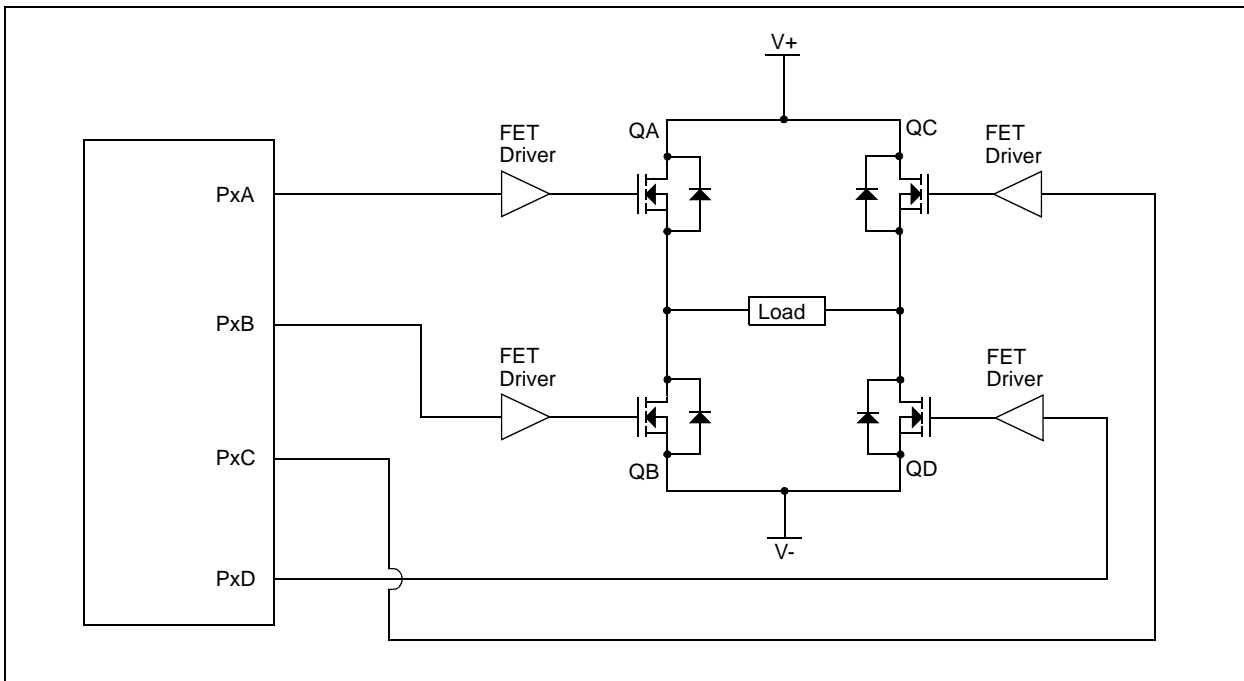 V+
QA
QC
FET
Driver
FET
Driver
PxA
Load
PxB
FET
Driver
FET
Driver
PxC
QB
QD
V-
PxD